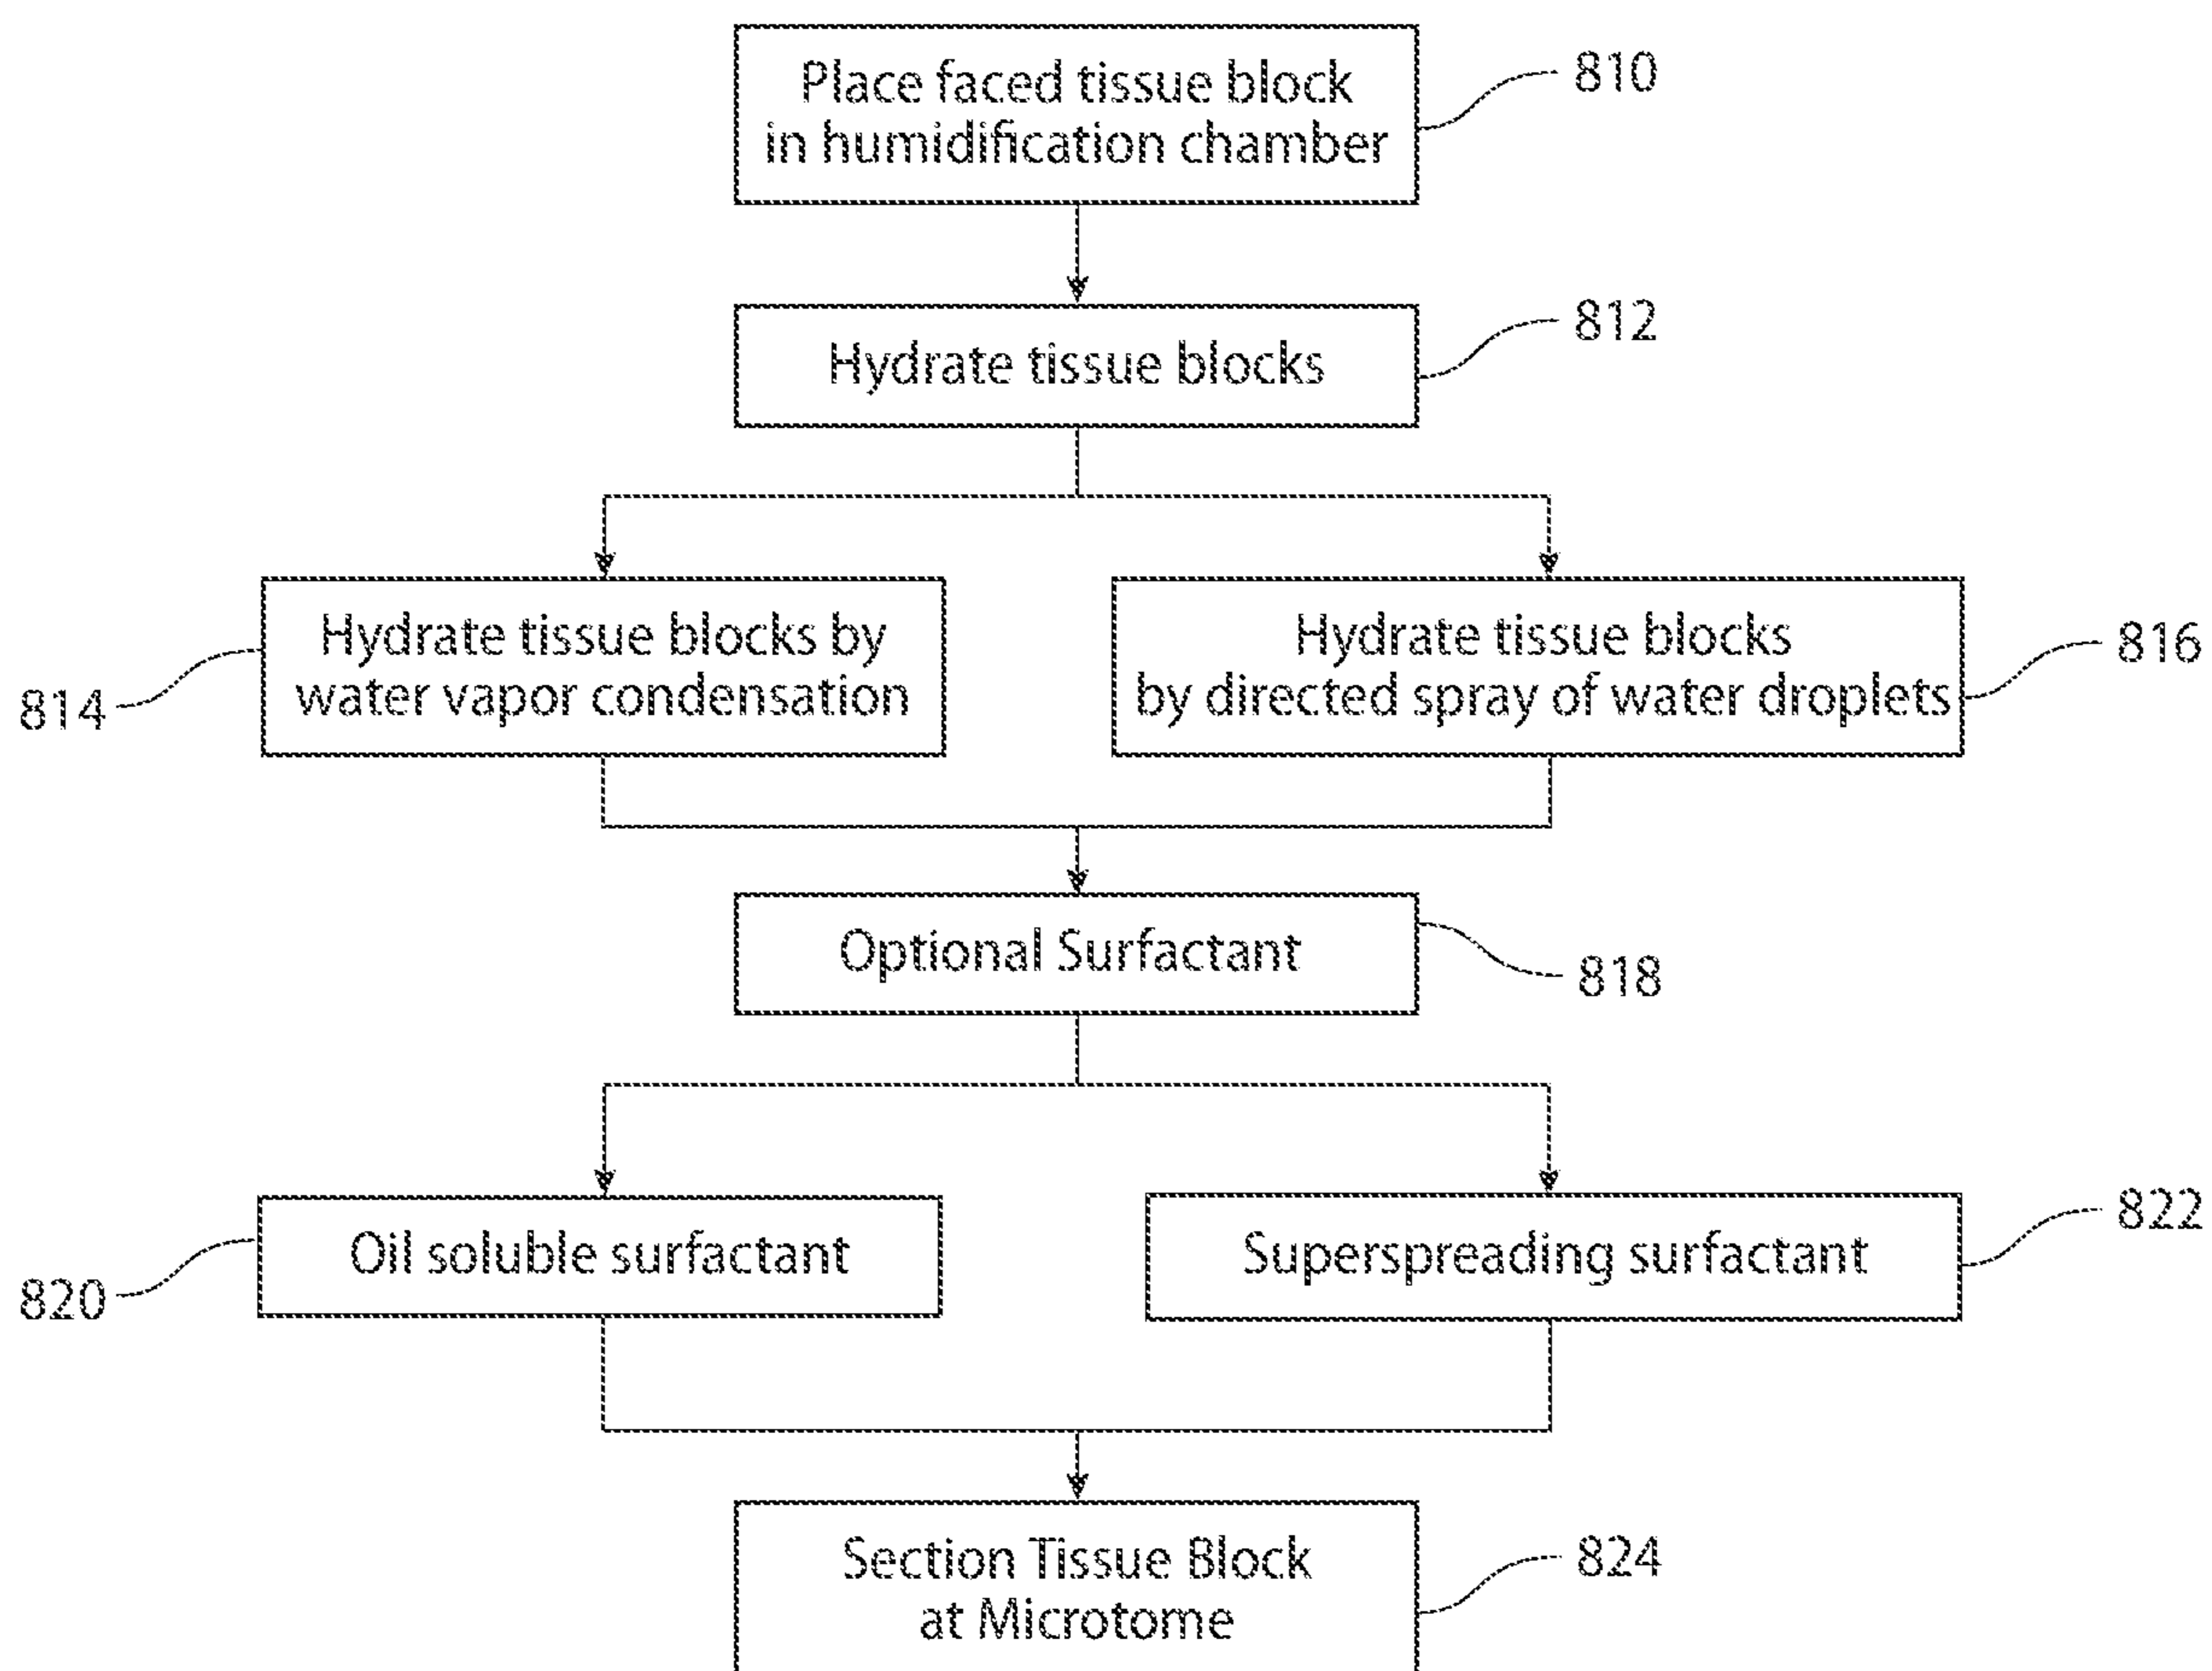 Place faced tissue block
in humidification chamber
810
Hydrate tissue blocks
812
Hydrate tissue blocks by
water vapor condensation
814
Hydrate tissue blocks
by directed spray of water droplets
816
Optional Surfactant
818
Oil soluble surfactant
820
Superspreading surfactant
822
Section Tissue Block
at Microtome
824